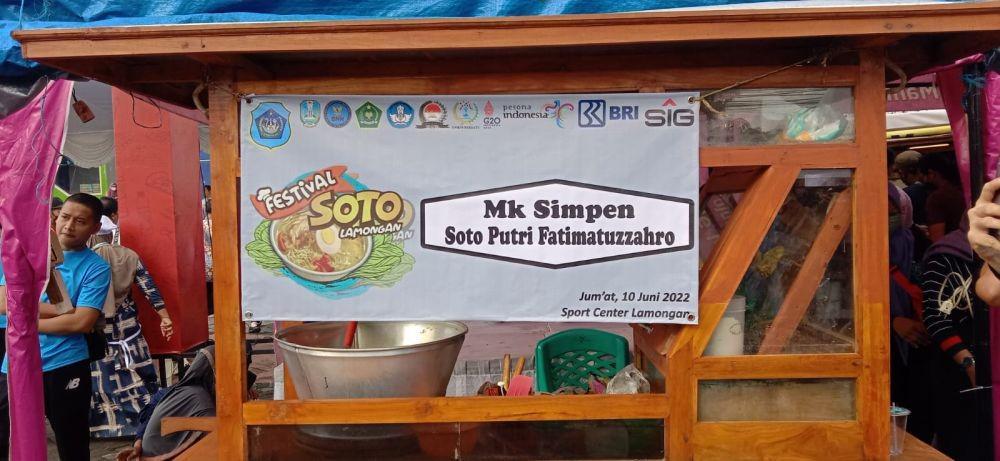 G20
pesona
indonesia
BRI
SIG
FESTIVAL
SOTO
LAMONGAN
Mk Simpen
Soto Putri Fatimatuzzahro
Jum'at, 10 Juni 2022
Sport Center Lamongan